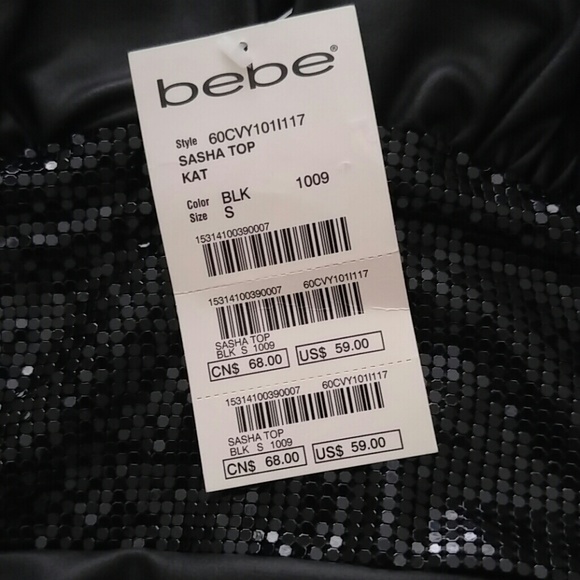 bebe®
Style 60CVY101I117
SASHA TOP
KAT
Color BLK 1009
Size S
15314100390007
15314100390007 60CVY101I117
SASHA TOP
BLK S 1009
CN$ 68.00 US$ 59.00
15314100390007 60CVY101I117
SASHA TOP
BLK S 1009
CN$ 68.00 US$ 59.00